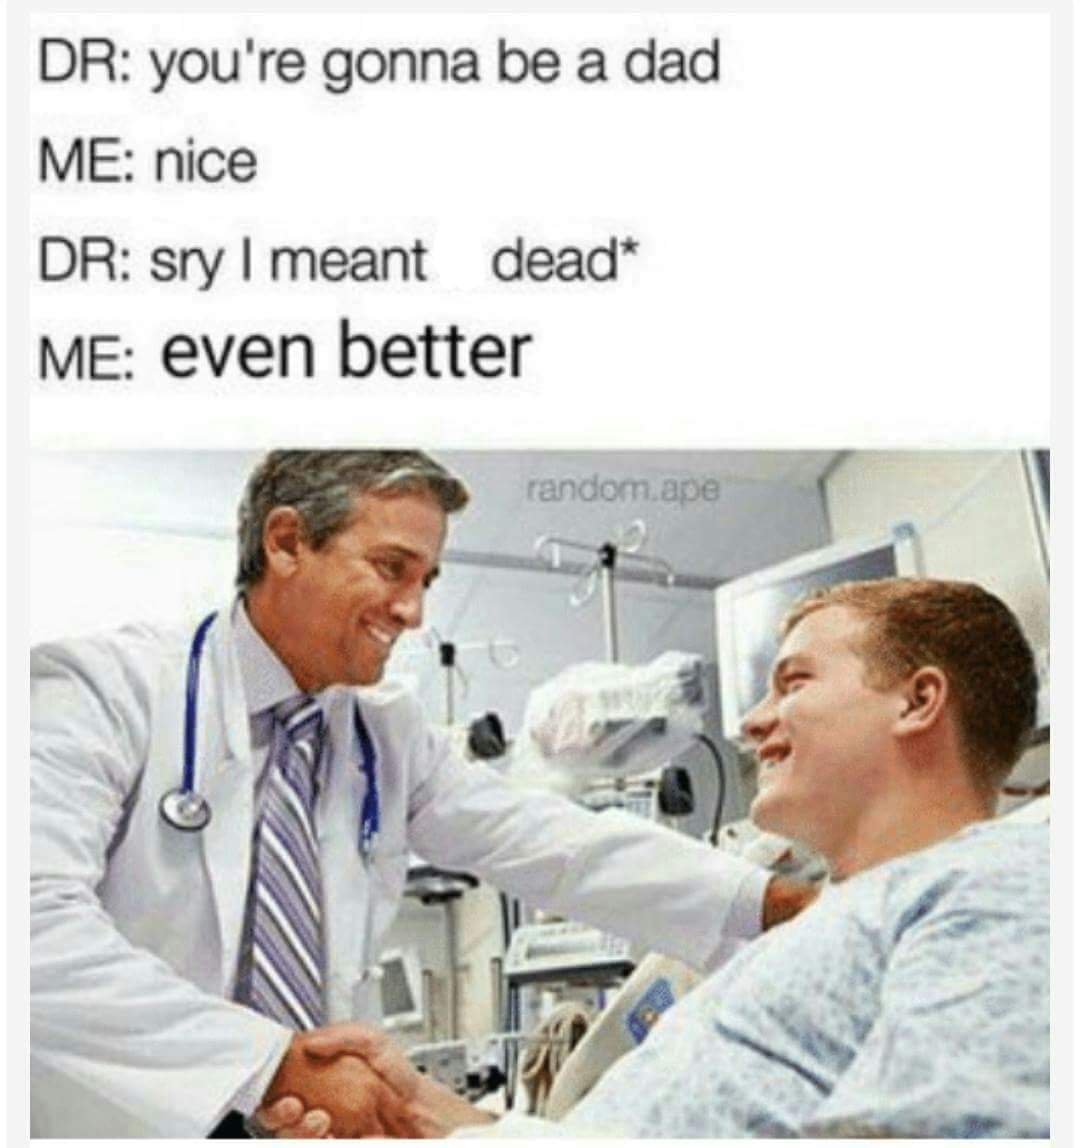 DR: you're gonna be a dad
ME: nice
DR: sry I meant dead*
ME: even better
random.ape